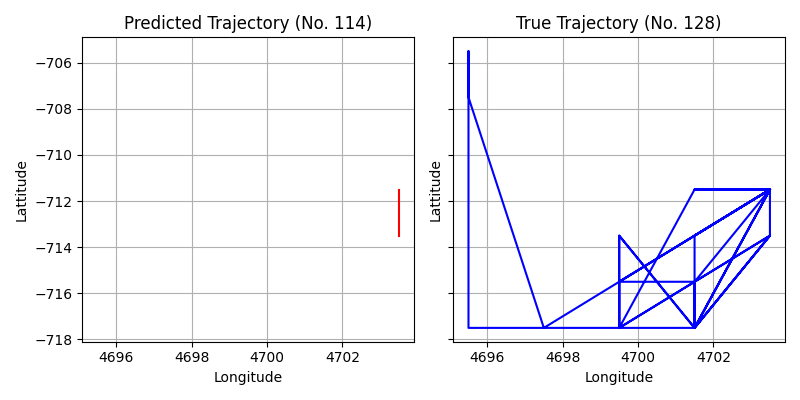 Predicted Trajectory (No. 114)
True Trajectory (No. 128)
−706
−708
−710
−712
−714
−716
−718
Lattitude
Lattitude
4696 4698 4700 4702
4696 4698 4700 4702
Longitude
Longitude